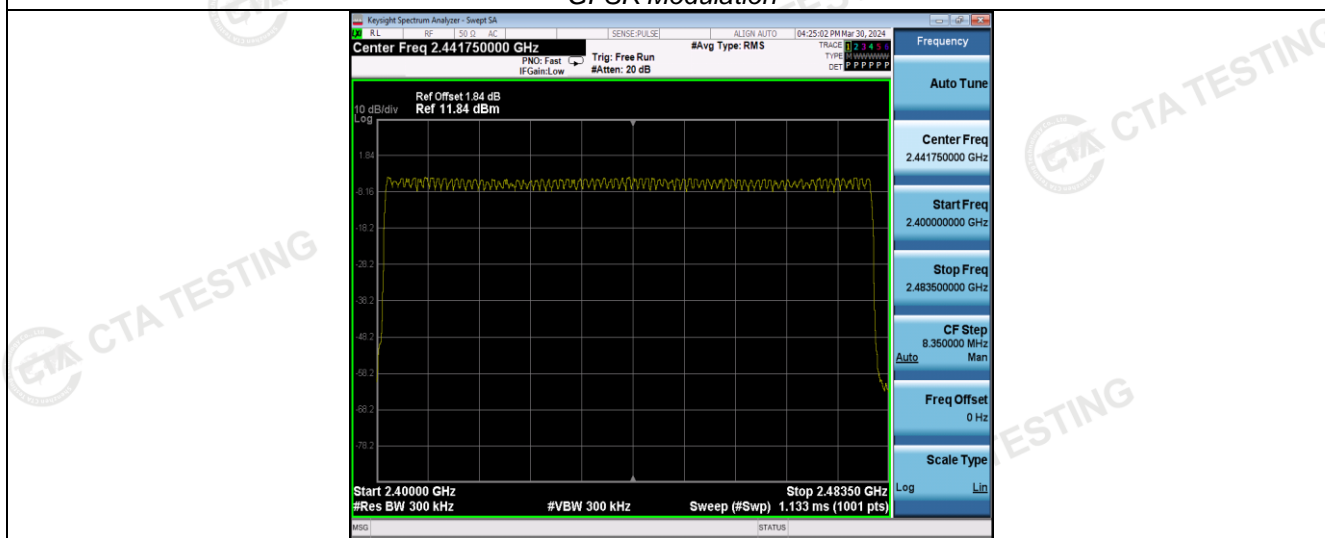 GFSK Modulation
Keysight Spectrum Analyzer - Swept SA
RL RF 50 Ω AC SENSE:PULSE ALIGN AUTO 04:25:02 PM Mar 30, 2024
Center Freq 2.441750000 GHz #Avg Type: RMS TRACE 1 2 3 4 5 6
PNO: Fast Trig: Free Run TYPE M WWWWW
IFGain:Low #Atten: 20 dB DET P P P P P P
Ref Offset 1.84 dB
10 dB/div Ref 11.84 dBm
Log
1.84
-8.16
-18.2
-28.2
-38.2
-48.2
-58.2
-68.2
-78.2
Start 2.40000 GHz Stop 2.48350 GHz
#Res BW 300 kHz #VBW 300 kHz Sweep (#Swp) 1.133 ms (1001 pts)
MSG STATUS
Frequency
Auto Tune
Center Freq
2.441750000 GHz
Start Freq
2.400000000 GHz
Stop Freq
2.483500000 GHz
CF Step
8.350000 MHz
Auto Man
Freq Offset
0 Hz
Scale Type
Log Lin
CTA TESTING
CTA TESTING
TESTING